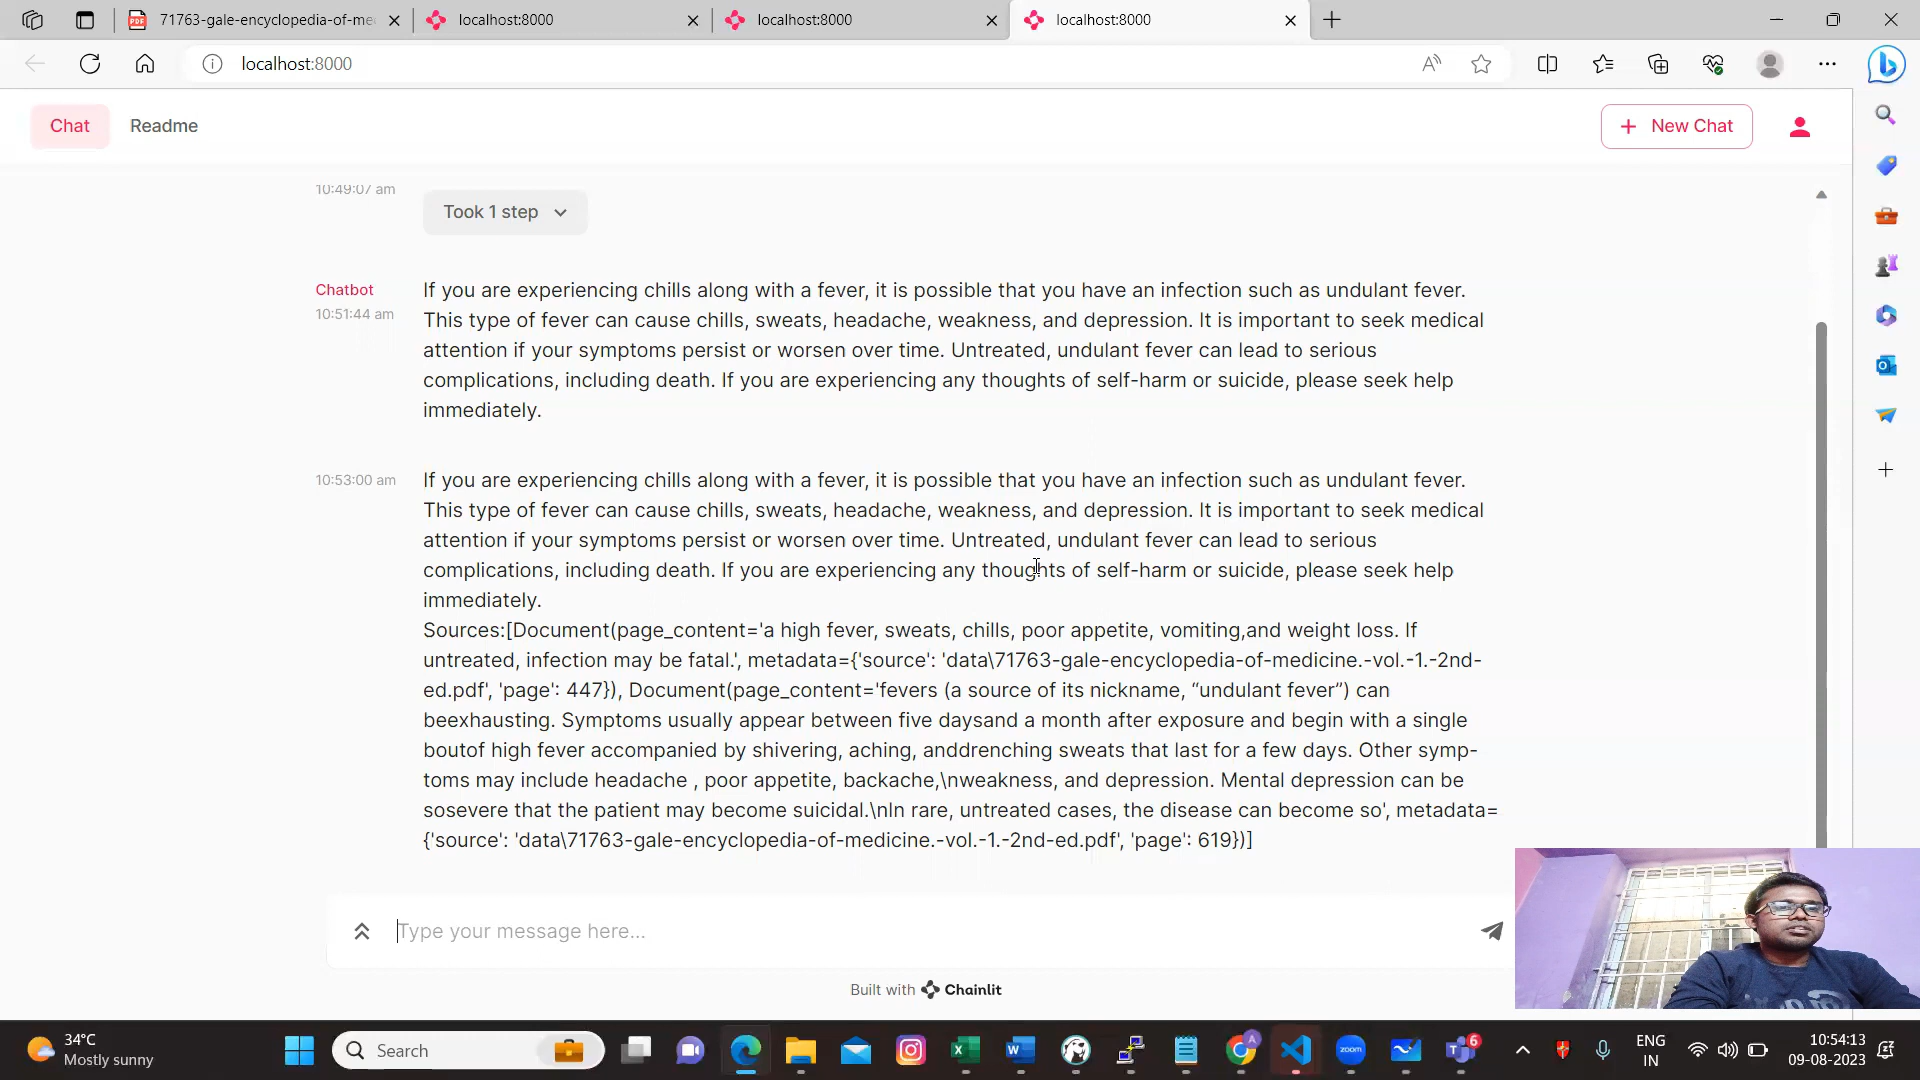 71763-gale-encyclopedia-of-me
localhost:8000
localhost:8000
localhost:8000
localhost:8000
Chat
Readme
+ New Chat
10:49:07 am
Took 1 step
Chatbot
10:51:44 am
If you are experiencing chills along with a fever, it is possible that you have an infection such as undulant fever.
This type of fever can cause chills, sweats, headache, weakness, and depression. It is important to seek medical
attention if your symptoms persist or worsen over time. Untreated, undulant fever can lead to serious
complications, including death. If you are experiencing any thoughts of self-harm or suicide, please seek help
immediately.
10:53:00 am
If you are experiencing chills along with a fever, it is possible that you have an infection such as undulant fever.
This type of fever can cause chills, sweats, headache, weakness, and depression. It is important to seek medical
attention if your symptoms persist or worsen over time. Untreated, undulant fever can lead to serious
complications, including death. If you are experiencing any thoughts of self-harm or suicide, please seek help
immediately.
Sources:[Document(page_content='a high fever, sweats, chills, poor appetite, vomiting,and weight loss. If
untreated, infection may be fatal.', metadata={'source': 'data\71763-gale-encyclopedia-of-medicine.-vol.-1.-2nd-
ed.pdf', 'page': 447}), Document(page_content='fevers (a source of its nickname, “undulant fever”) can
beexhausting. Symptoms usually appear between five daysand a month after exposure and begin with a single
boutof high fever accompanied by shivering, aching, anddrenching sweats that last for a few days. Other symp-
toms may include headache , poor appetite, backache,\nweakness, and depression. Mental depression can be
sosevere that the patient may become suicidal.\nIn rare, untreated cases, the disease can become so', metadata=
{'source': 'data\71763-gale-encyclopedia-of-medicine.-vol.-1.-2nd-ed.pdf', 'page': 619})]
Type your message here...
Built with Chainlit
34°C
Mostly sunny
Search
zoom
6
ENG
IN
10:54:13
09-08-2023